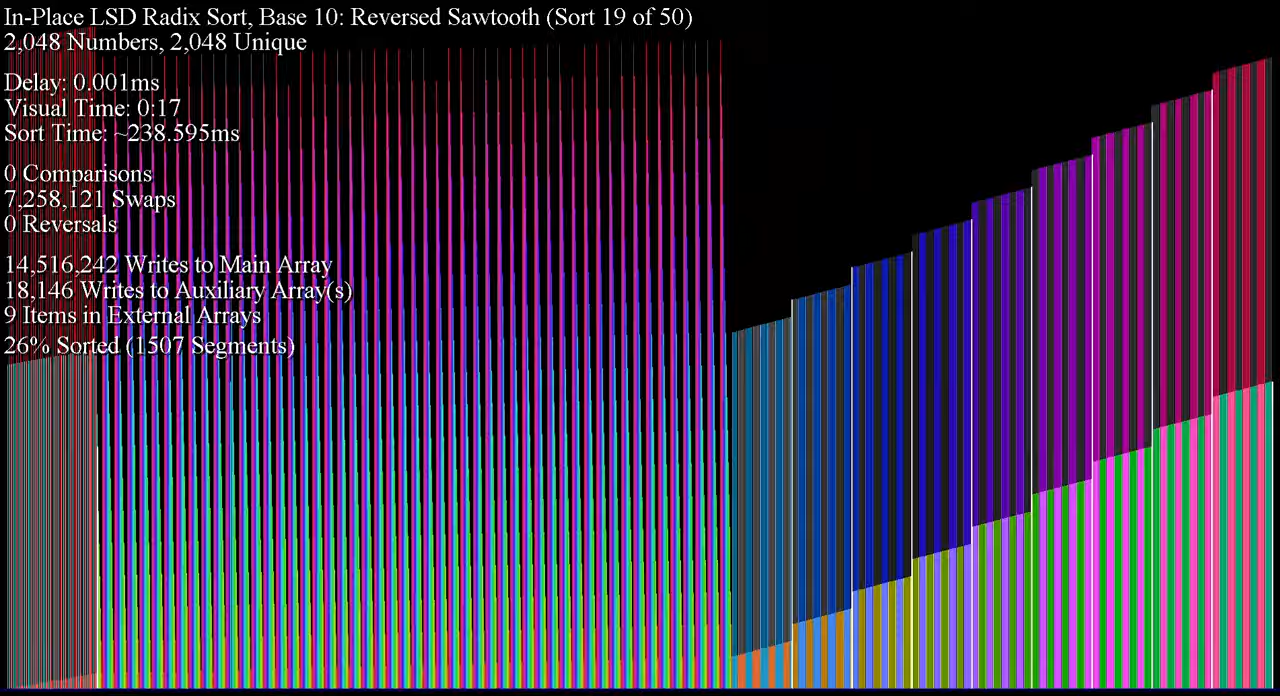 In-Place LSD Radix Sort, Base 10: Reversed Sawtooth (Sort 19 of 50)
2,048 Numbers, 2,048 Unique
Delay: 0.001ms
Visual Time: 0:17
Sort Time: ~238.595ms
0 Comparisons
7,258,121 Swaps
0 Reversals
14,516,242 Writes to Main Array
18,146 Writes to Auxiliary Array(s)
9 Items in External Arrays
26% Sorted (1507 Segments)